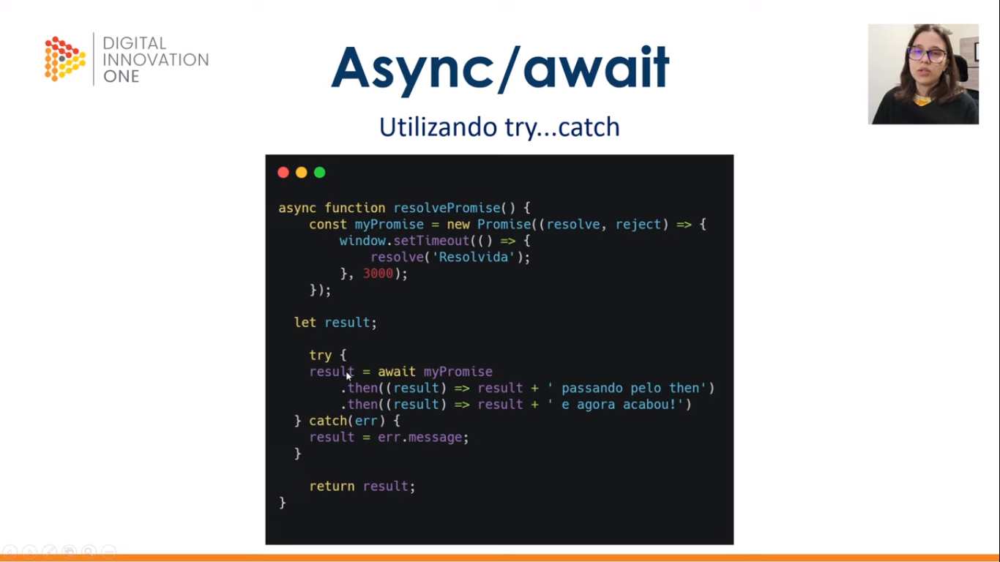 DIGITAL
INNOVATION
ONE
Async/await
Utilizando try...catch
async function resolvePromise() {
    const myPromise = new Promise((resolve, reject) => {
        window.setTimeout(() => {
            resolve('Resolvida');
        }, 3000);
    });
  let result;
    try {
    result = await myPromise
        .then((result) => result + ' passando pelo then')
        .then((result) => result + ' e agora acabou!')
  } catch(err) {
    result = err.message;
  }
    return result;
}